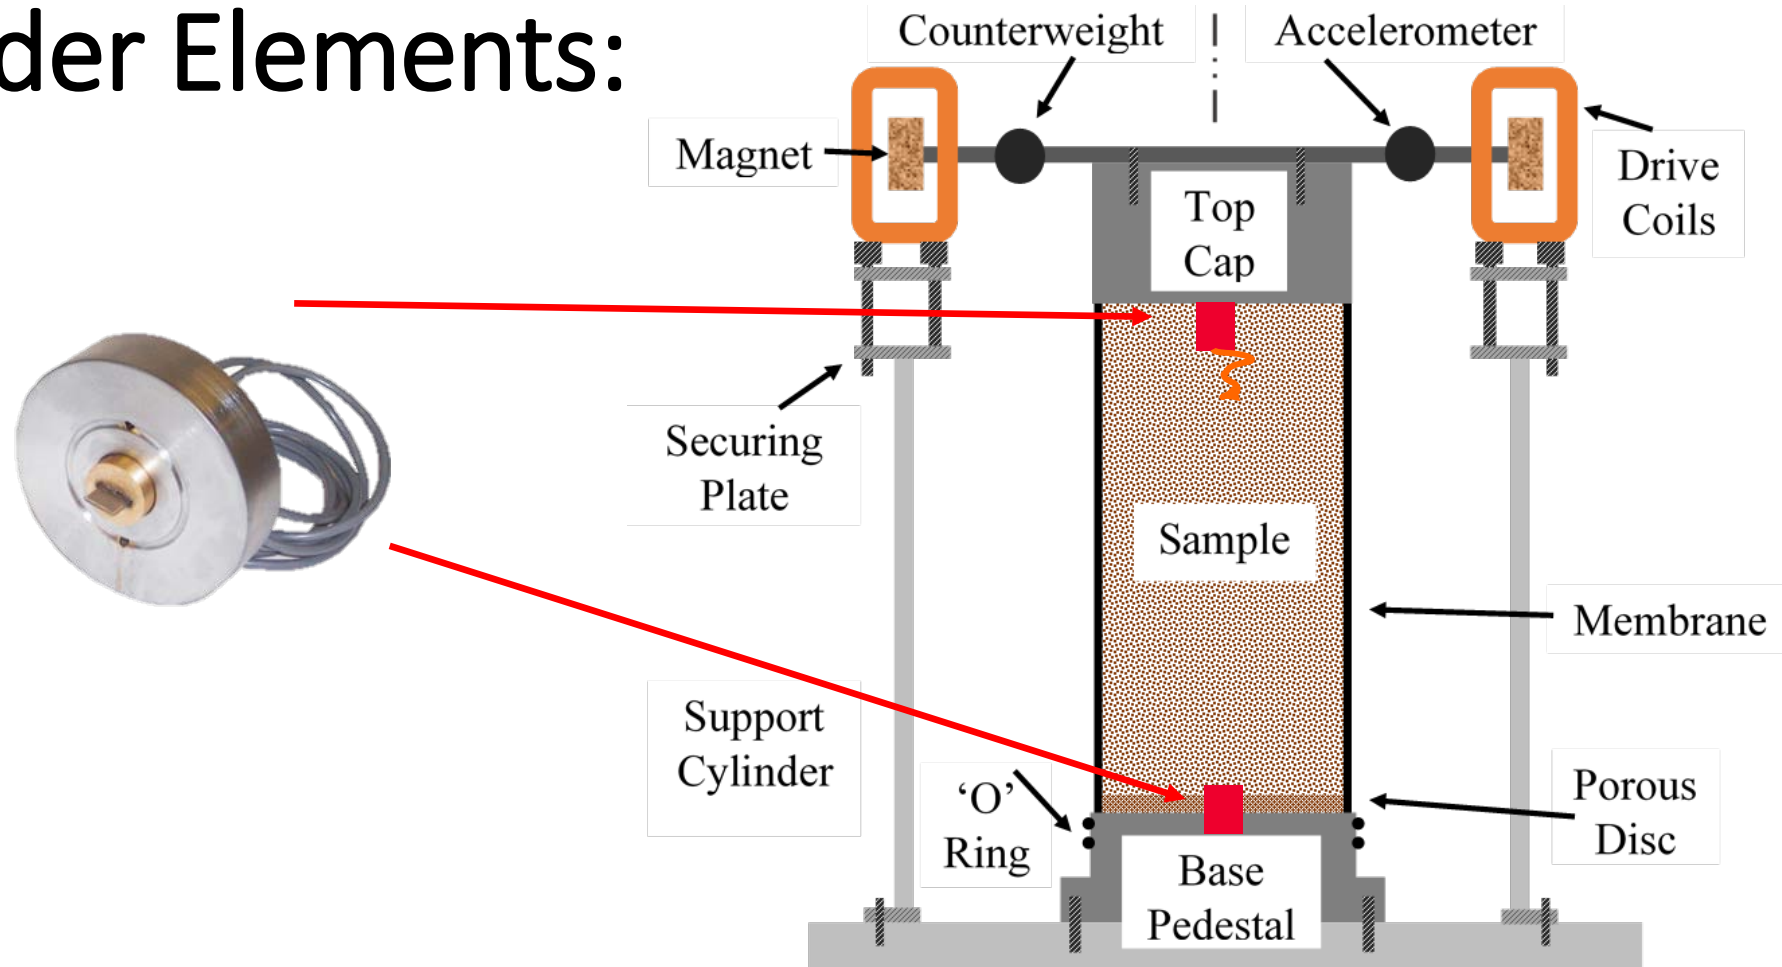 der Elements:
Counterweight
Accelerometer
Magnet
Drive
Coils
Top
Cap
Securing
Plate
Sample
Membrane
Support
Cylinder
‘O’
Ring
Porous
Disc
Base
Pedestal